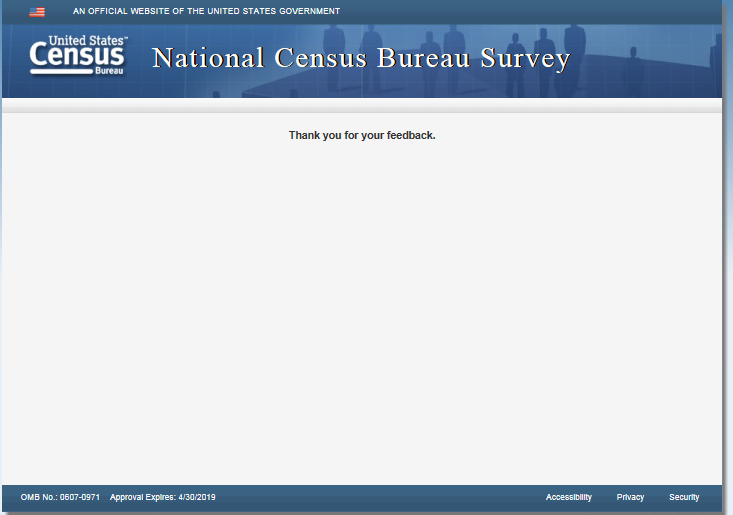 AN OFFICIAL WEBSITE OF THE UNITED STATES GOVERNMENT
United States™
Census
Bureau
National Census Bureau Survey
Thank you for your feedback.
OMB No.: 0607-0971 Approval Expires: 4/30/2019 Accessibility Privacy Security